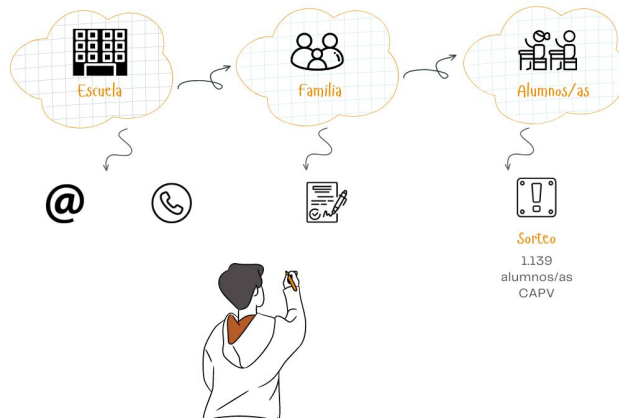 Escuela
Familia
Alumnos/as
@
Sorteo
1.139
alumnos/as
CAPV